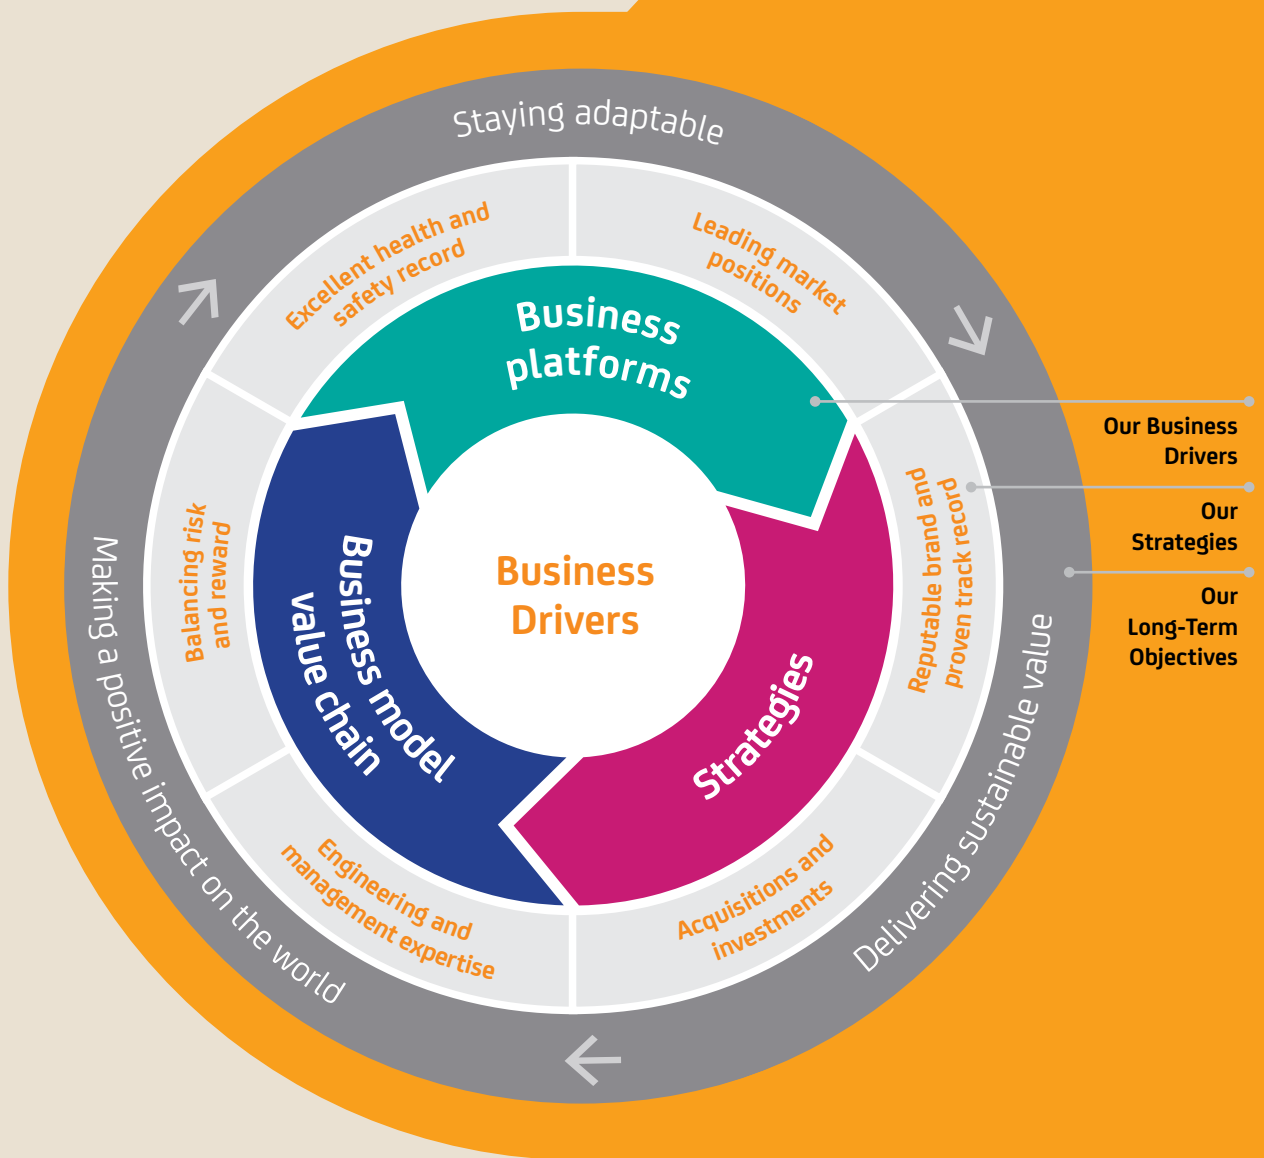 Staying adaptable
Excellent health and
safety record
Leading market
positions
Business
platforms
Our Business
Drivers
Reputable brand and
proven track record
Our
Strategies
Balancing risk
and reward
Business model
value chain
Business
Drivers
Strategies
Our
Long-Term
Objectives
Making a positive impact on the world
Delivering sustainable value
Engineering and
management expertise
Acquisitions and
investments